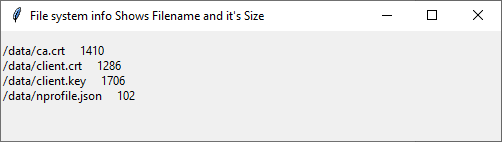 File system info Shows Filename and it's Size
/data/ca.crt 1410
/data/client.crt 1286
/data/client.key 1706
/data/nprofile.json 102